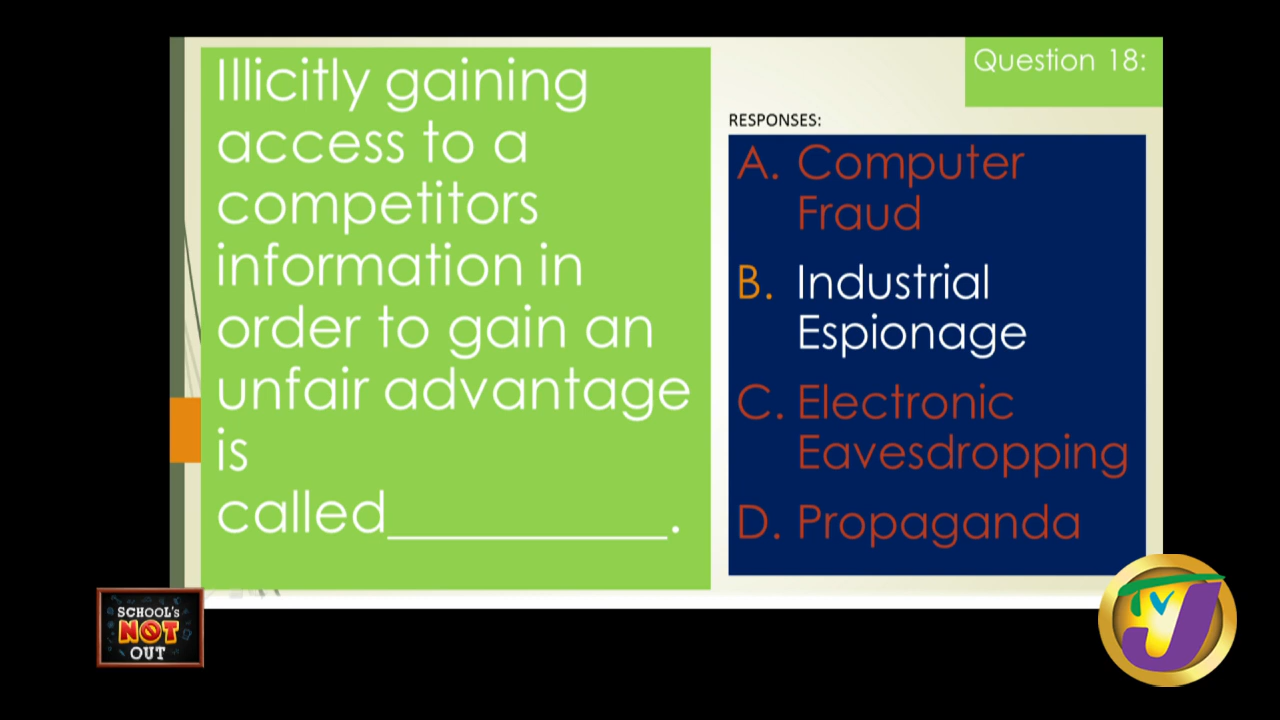 Illicitly gaining
access to a
competitors
information in
order to gain an
unfair advantage
is
called___________.
Question 18:
RESPONSES:
A. Computer
Fraud
B. Industrial
Espionage
C. Electronic
Eavesdropping
D. Propaganda
SCHOOL's
NOT
OUT
TVJ